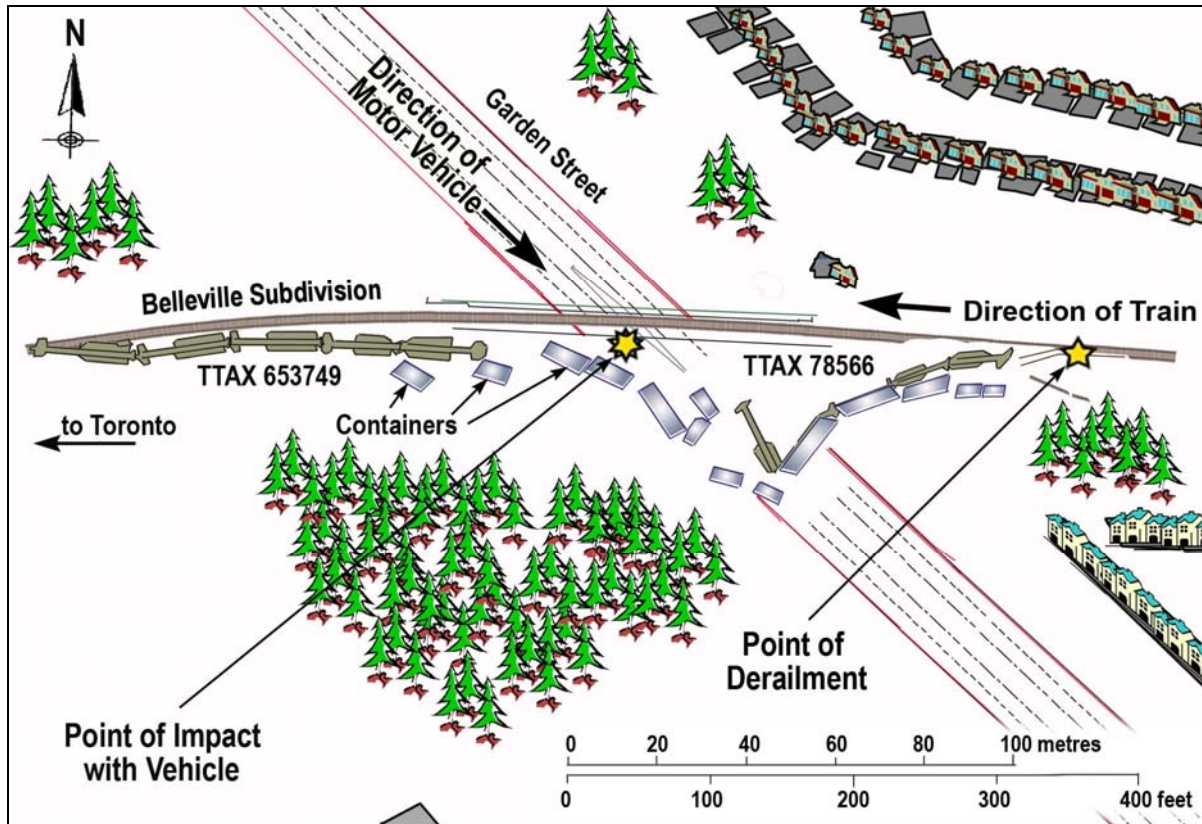 N
Direction of
Motor Vehicle
Garden Street
Belleville Subdivision
Direction of Train
TTAX 653749
TTAX 78566
to Toronto
Containers
Point of
Derailment
Point of Impact
with Vehicle
0 20 40 60 80 100 metres
0 100 200 300 400 feet